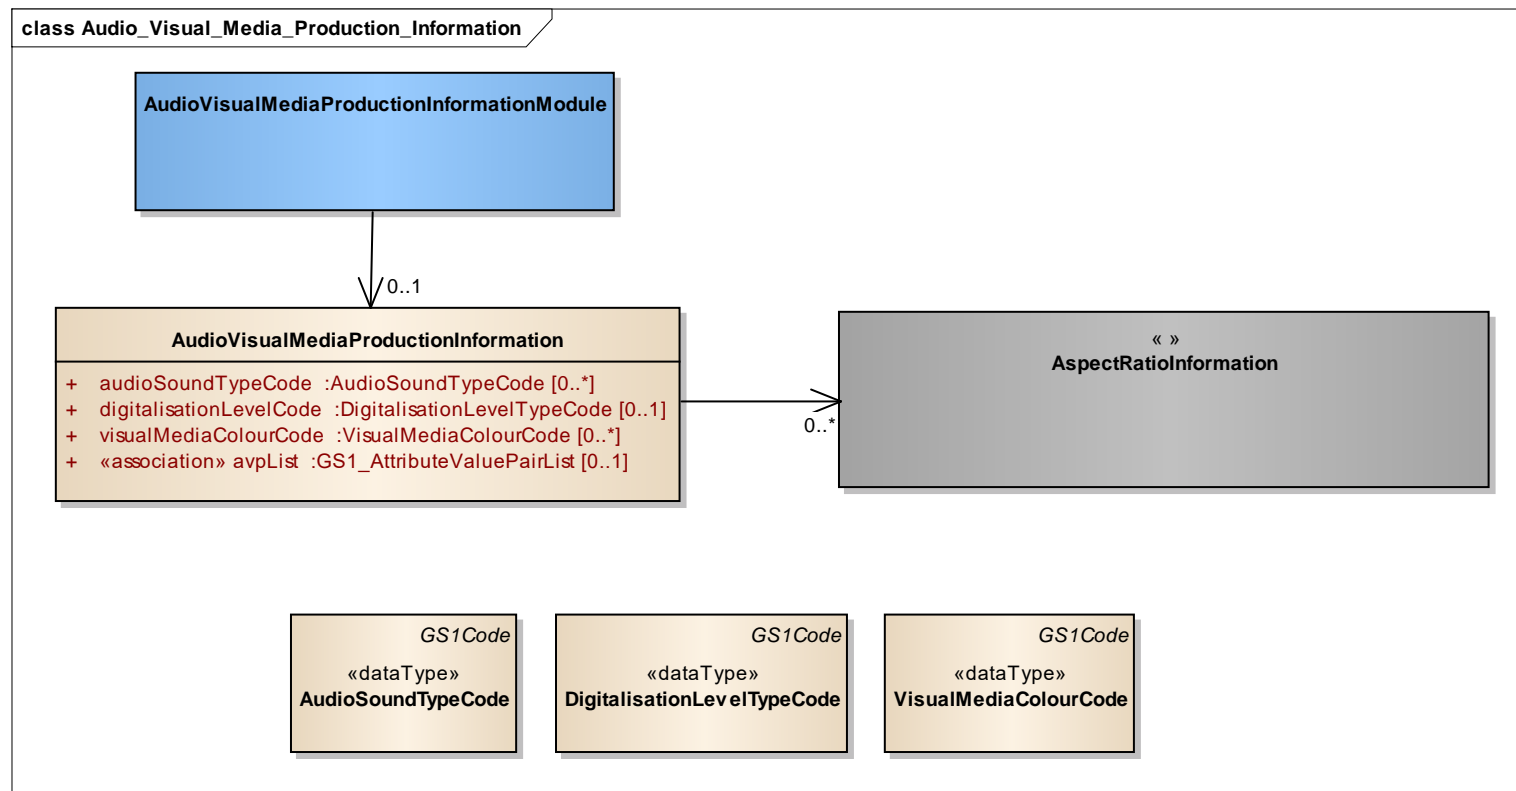 class Audio_Visual_Media_Production_Information
AudioVisualMediaProductionInformationModule
0..1
AudioVisualMediaProductionInformation
+ audioSoundTypeCode :AudioSoundTypeCode [0..*]
+ digitalisationLevelCode :DigitalisationLevelTypeCode [0..1]
+ visualMediaColourCode :VisualMediaColourCode [0..*]
+ «association» avpList :GS1_AttributeValuePairList [0..1]
0..*
« »
AspectRatioInformation
GS1Code
«dataType»
AudioSoundTypeCode
GS1Code
«dataType»
DigitalisationLevelTypeCode
GS1Code
«dataType»
VisualMediaColourCode